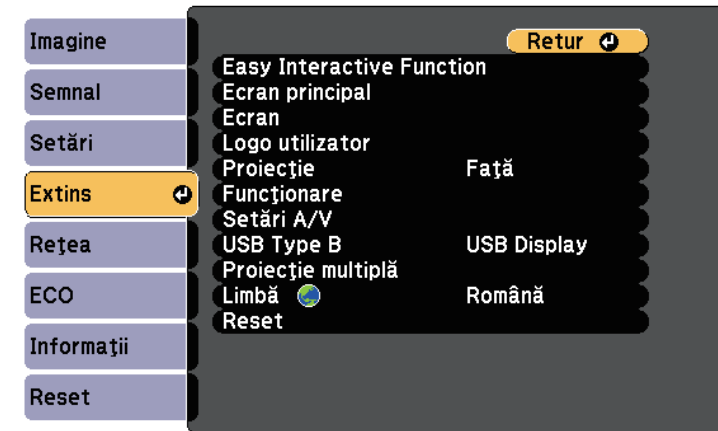 Imagine
Semnal
Setări
Extins
Reţea
ECO
Informaţii
Reset
Retur
Easy Interactive Function
Ecran principal
Ecran
Logo utilizator
Proiecţie Faţă
Funcţionare
Setări A/V
USB Type B USB Display
Proiecţie multiplă
Limbă Română
Reset